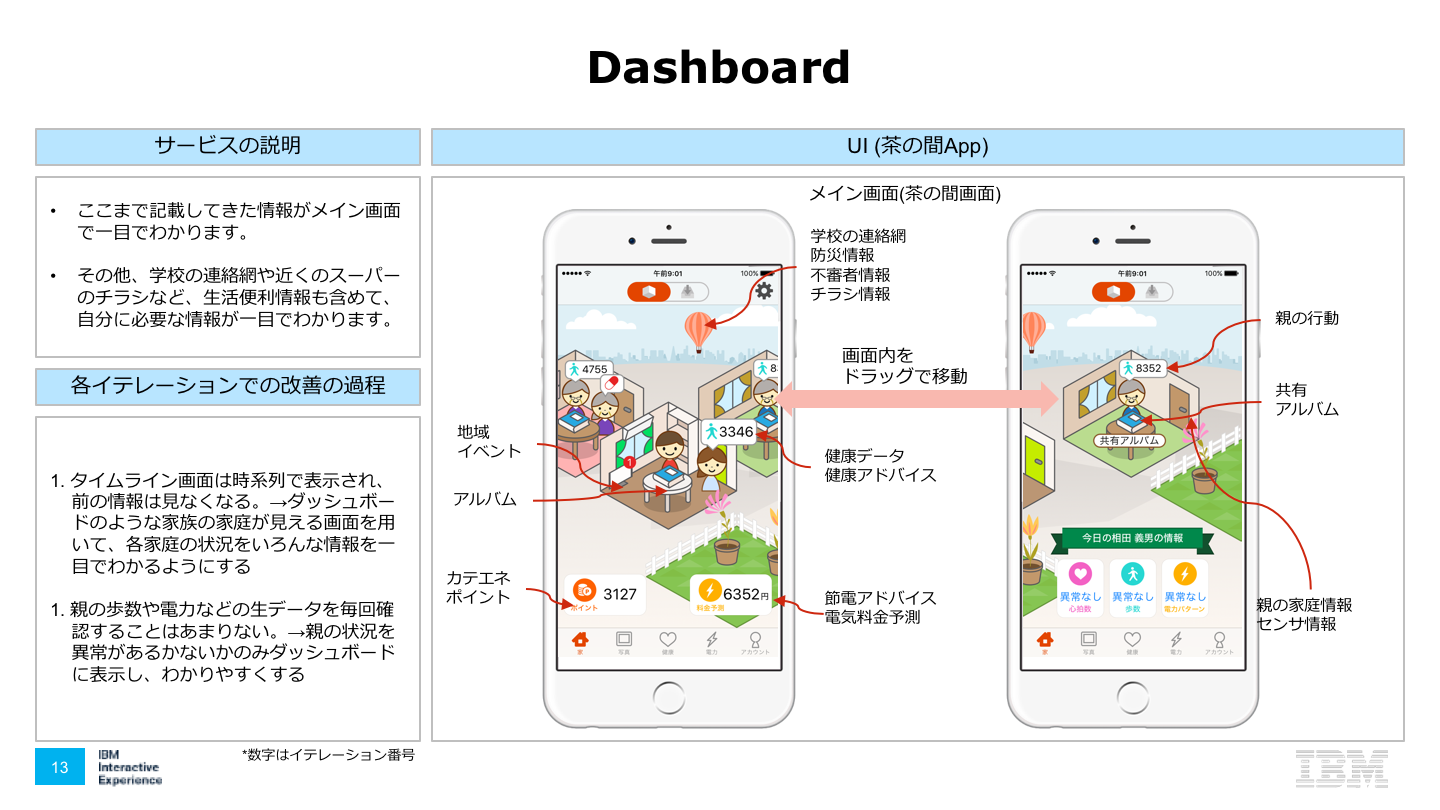 Dashboard
サービスの説明
• ここまで記載してきた情報がメイン画面
で一目でわかります。
• その他、学校の連絡網や近くのスーパー
のチラシなど、生活便利情報も含めて、
自分に必要な情報が一目でわかります。
各イテレーションでの改善の過程
1. タイムライン画面は時系列で表示され、
前の情報は見なくなる。→ダッシュボー
ドのような家族の家庭が見える画面を用
いて、各家庭の状況をいろんな情報を一
目でわかるようにする
1. 親の歩数や電力などの生データを毎回確
認することはあまりない。→親の状況を
異常があるかないかのみダッシュボード
に表示し、わかりやすくする
UI (茶の間App)
メイン画面(茶の間画面)
学校の連絡網
防災情報
不審者情報
チラシ情報
画面内を
ドラッグで移動
地域
イベント
アルバム
カテエネ
ポイント
健康データ
健康アドバイス
節電アドバイス
電気料金予測
午前9:01
100%
4755
8
3346
1
ポイント
3127
料金予測
6352円
家
写真
健康
電力
アカウント
午前9:01
100%
8352
共有アルバム
今日の相田 義男の情報
異常なし
心拍数
異常なし
歩数
異常なし
電力パターン
家
写真
健康
電力
アカウント
親の行動
共有
アルバム
親の家庭情報
センサ情報
13
IBM
Interactive
Experience
*数字はイテレーション番号
IBM